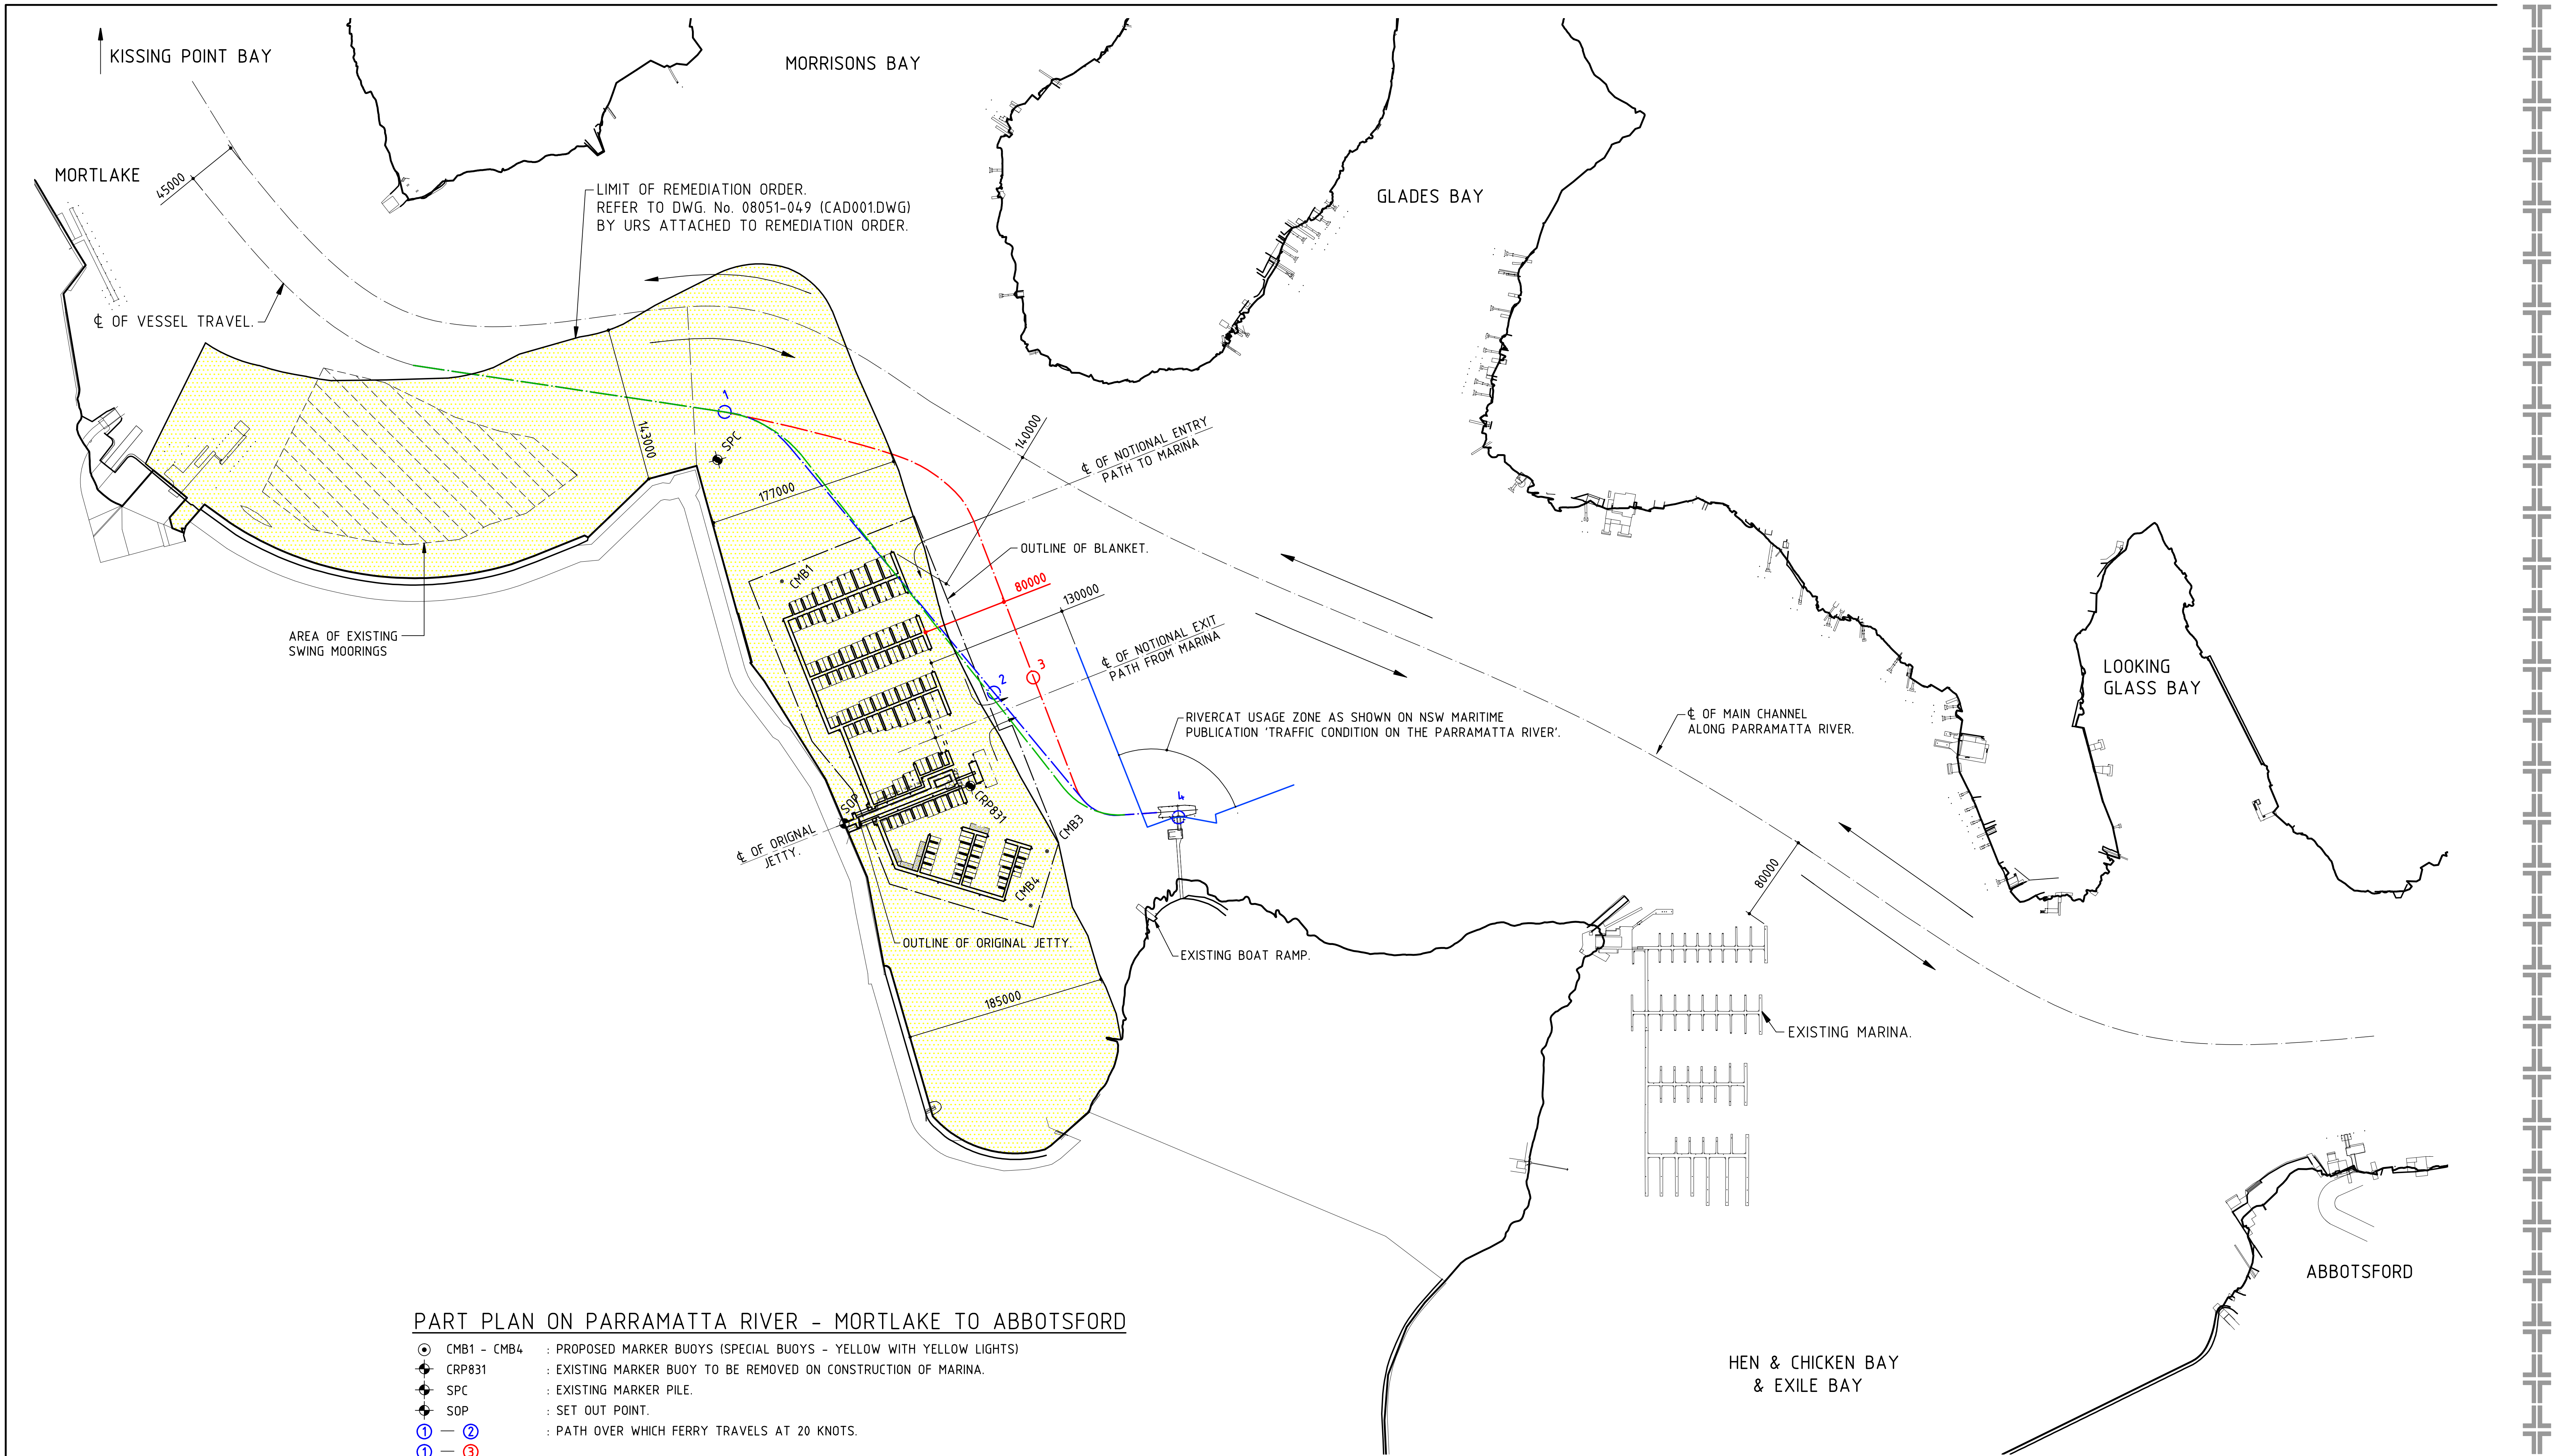 KISSING POINT BAY
MORRISONS BAY
MORTLAKE
45000
LIMIT OF REMEDIATION ORDER.
REFER TO DWG. No. 08051-049 (CAD001.DWG)
BY URS ATTACHED TO REMEDIATION ORDER.
GLADES BAY
℄ OF VESSEL TRAVEL.
1
SPC
143000
140000
℄ OF NOTIONAL ENTRY
PATH TO MARINA
177000
OUTLINE OF BLANKET.
CMB1
80000
130000
AREA OF EXISTING
SWING MOORINGS
℄ OF NOTIONAL EXIT
PATH FROM MARINA
3
2
LOOKING
GLASS BAY
RIVERCAT USAGE ZONE AS SHOWN ON NSW MARITIME
PUBLICATION 'TRAFFIC CONDITION ON THE PARRAMATTA RIVER'.
℄ OF MAIN CHANNEL
ALONG PARRAMATTA RIVER.
4
SOP
CRP831
CMB3
℄ OF ORIGNAL
JETTY.
CMB4
80000
OUTLINE OF ORIGINAL JETTY.
EXISTING BOAT RAMP.
185000
EXISTING MARINA.
ABBOTSFORD
HEN & CHICKEN BAY
& EXILE BAY
PART PLAN ON PARRAMATTA RIVER - MORTLAKE TO ABBOTSFORD
CMB1 - CMB4 : PROPOSED MARKER BUOYS (SPECIAL BUOYS - YELLOW WITH YELLOW LIGHTS)
CRP831 : EXISTING MARKER BUOY TO BE REMOVED ON CONSTRUCTION OF MARINA.
SPC : EXISTING MARKER PILE.
SOP : SET OUT POINT.
1 — 2 : PATH OVER WHICH FERRY TRAVELS AT 20 KNOTS.
1 — 3